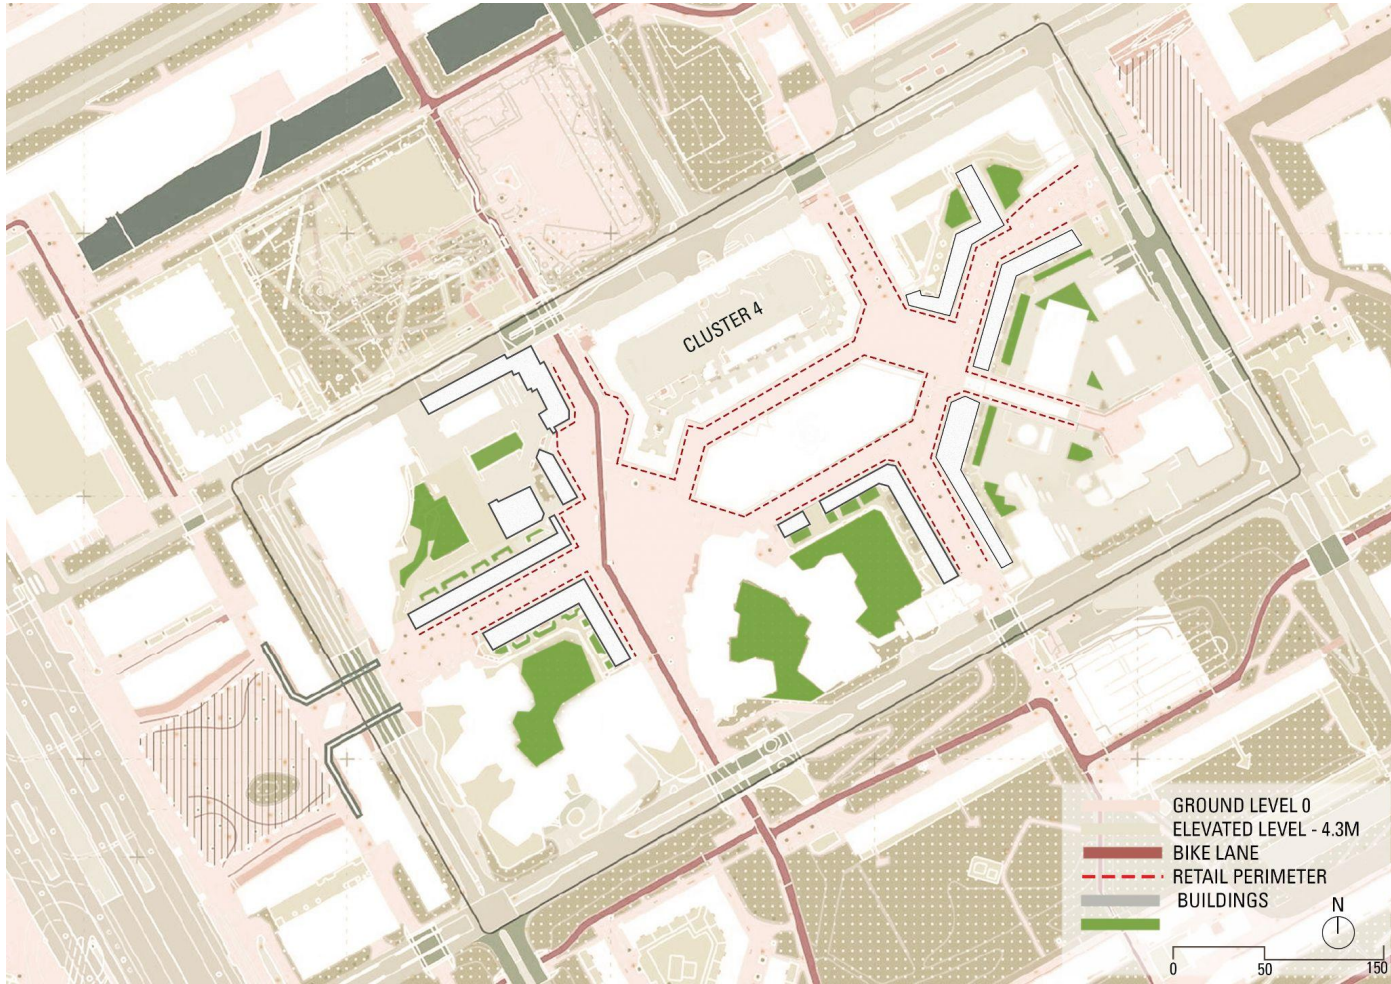 CLUSTER 4
GROUND LEVEL 0
ELEVATED LEVEL - 4.3M
BIKE LANE
RETAIL PERIMETER
BUILDINGS
N
0 50 150